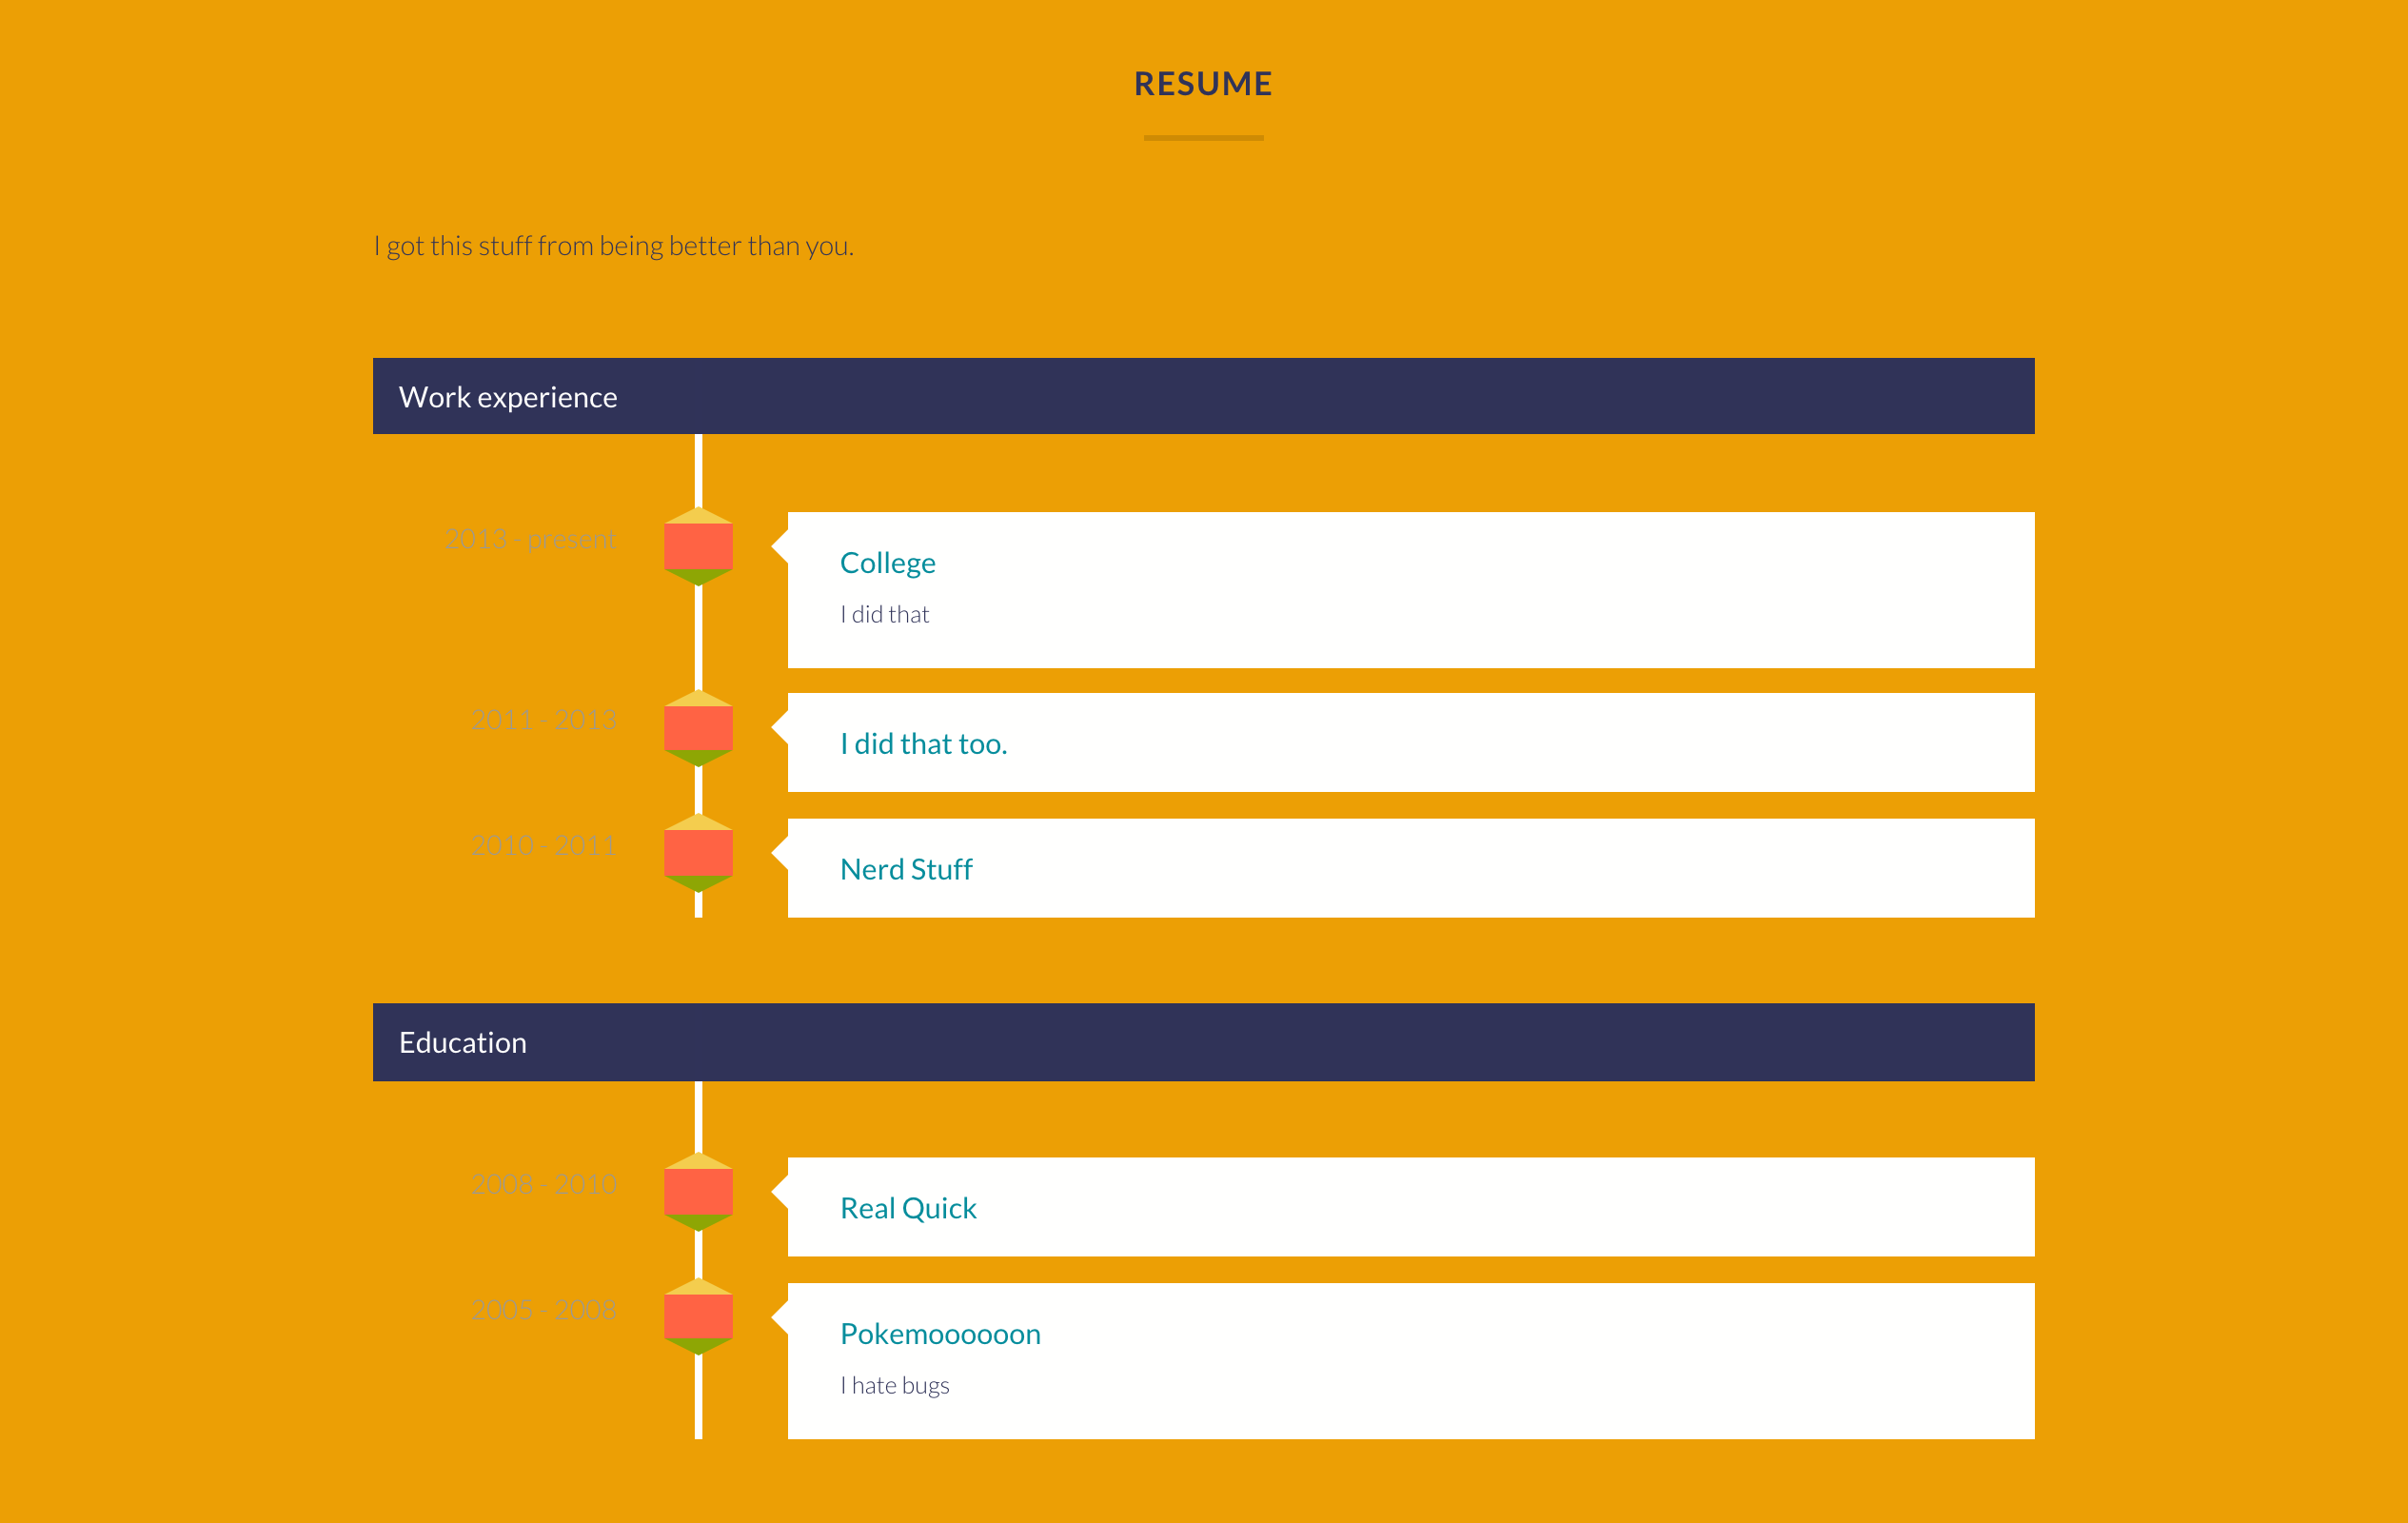 RESUME
I got this stuff from being better than you.
Work experience
2013 - present
College
I did that
2011 - 2013
I did that too.
2010 - 2011
Nerd Stuff
Education
2008 - 2010
Real Quick
2005 - 2008
Pokemoooooon
I hate bugs